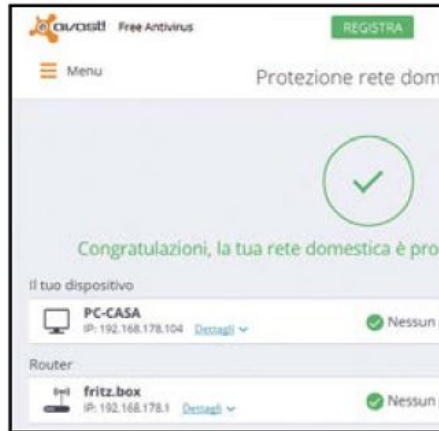 avast! Free Antivirus
REGISTRA
Menu
Protezione rete dom
Congratulazioni, la tua rete domestica è pro
Il tuo dispositivo
PC-CASA
IP: 192.168.178.104 Dettagli
Nessun
Router
fritz.box
IP: 192.168.178.1 Dettagli
Nessun